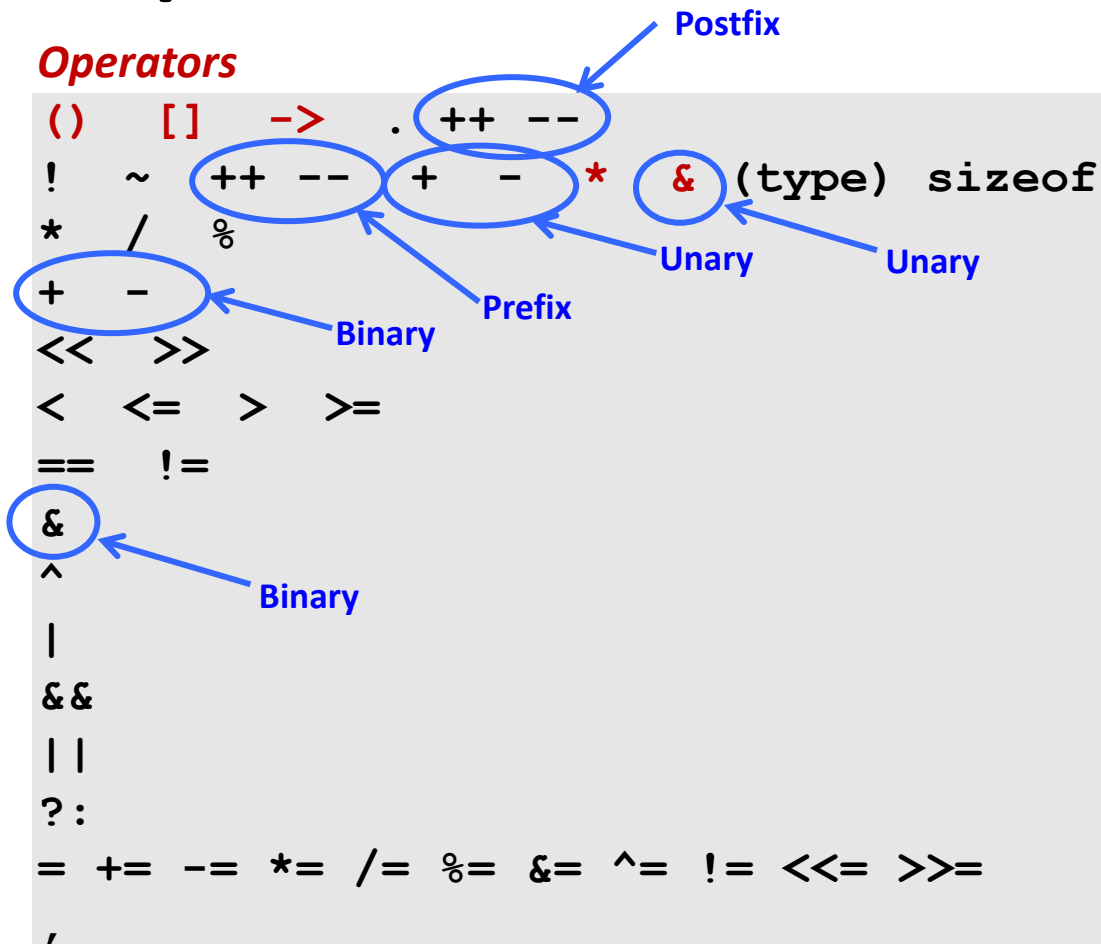 Postfix
Operators
() [] -> . ++ --
! ~ ++ -- + - * & (type) sizeof
* / %
Unary
Unary
+ -
Prefix
Binary
<< >>
< <= > >=
== !=
&
^
Binary
|
&&
||
?:
= += -= *= /= %= &= ^= != <<= >>=
,